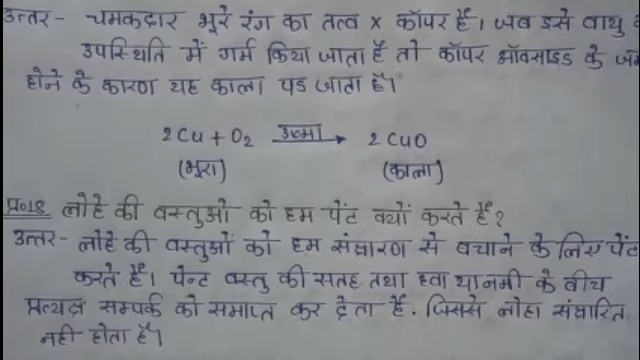 उत्तर - चमकदार भूरे रंग का तत्व x कॉपर है। जब इसे वायु
उपस्थिति में गर्म किया जाता है तो कॉपर ऑक्साइड के
होने के कारण यह काला पड जाता है।
2Cu + O2 उष्मा → 2CuO
(भूरा) (काला)
प्र०18 लोहे की वस्तुओ को हम पेंट क्यों करते है?
उत्तर - लोहे की वस्तुओं को हम संक्षारण से बचाने के लिए पेंट
करते है। पेन्ट वस्तु की सतह तथा हवा या नमी के बीच
प्रत्यक्ष सम्पर्क को समाप्त कर देता है. जिससे लोहा संक्षारित
नही होता है।